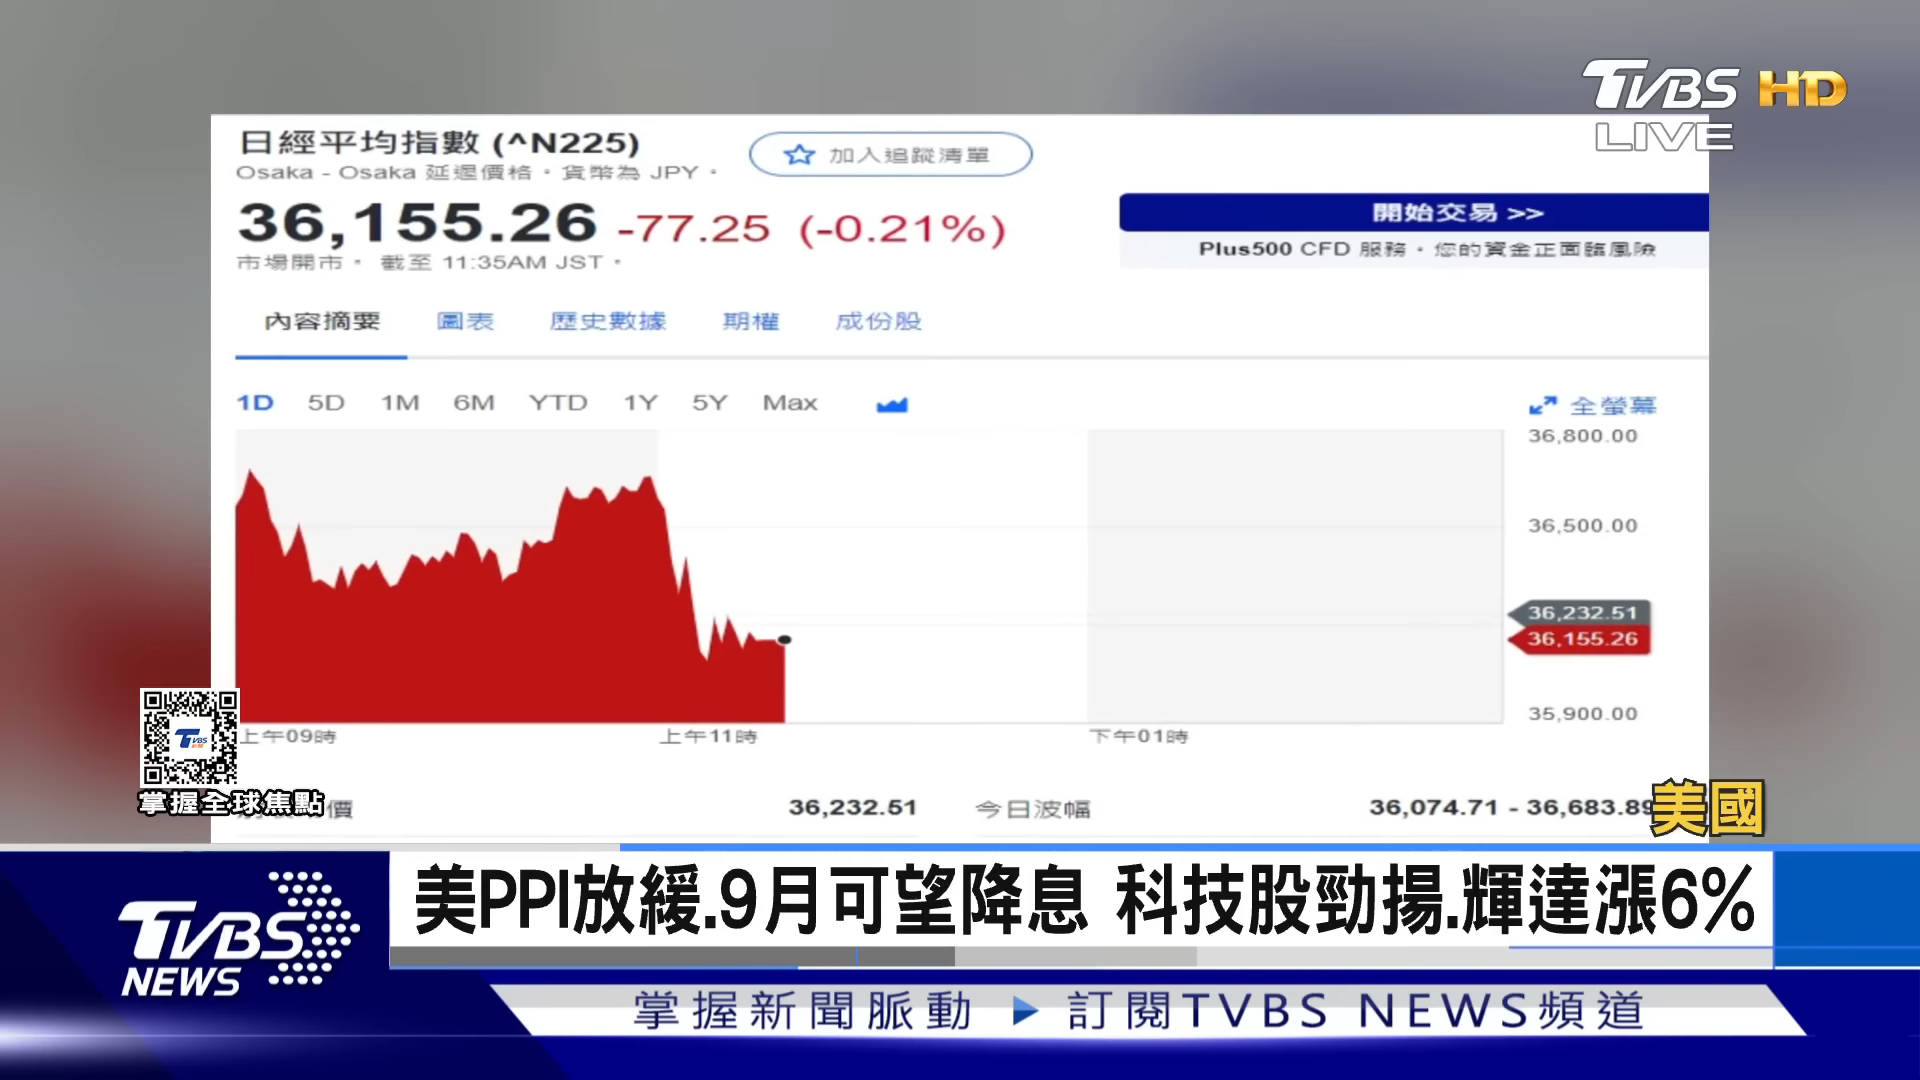 TVBS HD
LIVE
日經平均指數 (^N225)
加入追蹤清單
Osaka - Osaka 延遲價格。貨幣為 JPY。
36,155.26 -77.25 (-0.21%)
市場開市。 截至 11:35AM JST。
開始交易 >>
Plus500 CFD 服務。您的資金正面臨風險
內容摘要 圖表 歷史數據 期權 成份股
1D 5D 1M 6M YTD 1Y 5Y Max
全螢幕
36,800.00
36,500.00
36,232.51
36,155.26
35,900.00
上午09時 上午11時 下午01時
TVBS
掌握全球焦點
價 36,232.51 今日波幅 36,074.71 - 36,683.89
美國
美PPI放緩.9月可望降息 科技股勁揚.輝達漲6%
TVBS
NEWS
掌握新聞脈動 ▶ 訂閱TVBS NEWS頻道